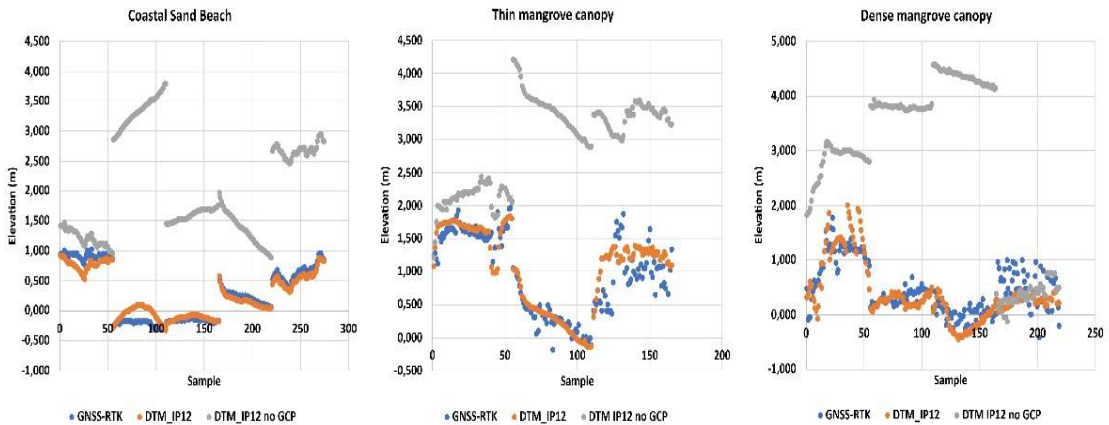 Coastal Sand Beach
4,500
4,000
3,500
3,000
2,500
2,000
1,500
1,000
0,500
0,000
-0,500
-1,000
Elevation (m)
0 50 100 150 200 250 300
Sample
GNSS-RTK DTM_IP12 DTM IP12 no GCP
Thin mangrove canopy
4,500
4,000
3,500
3,000
2,500
2,000
1,500
1,000
0,500
0,000
-0,500
Elevation (m)
0 50 100 150 200
Sample
GNSS-RTK DTM_IP12 DTM IP12 no GCP
Dense mangrove canopy
5,000
4,000
3,000
2,000
1,000
0,000
-1,000
Elevation (m)
0 50 100 150 200 250
Sample
GNSS-RTK DTM_IP12 DTM IP12 no GCP